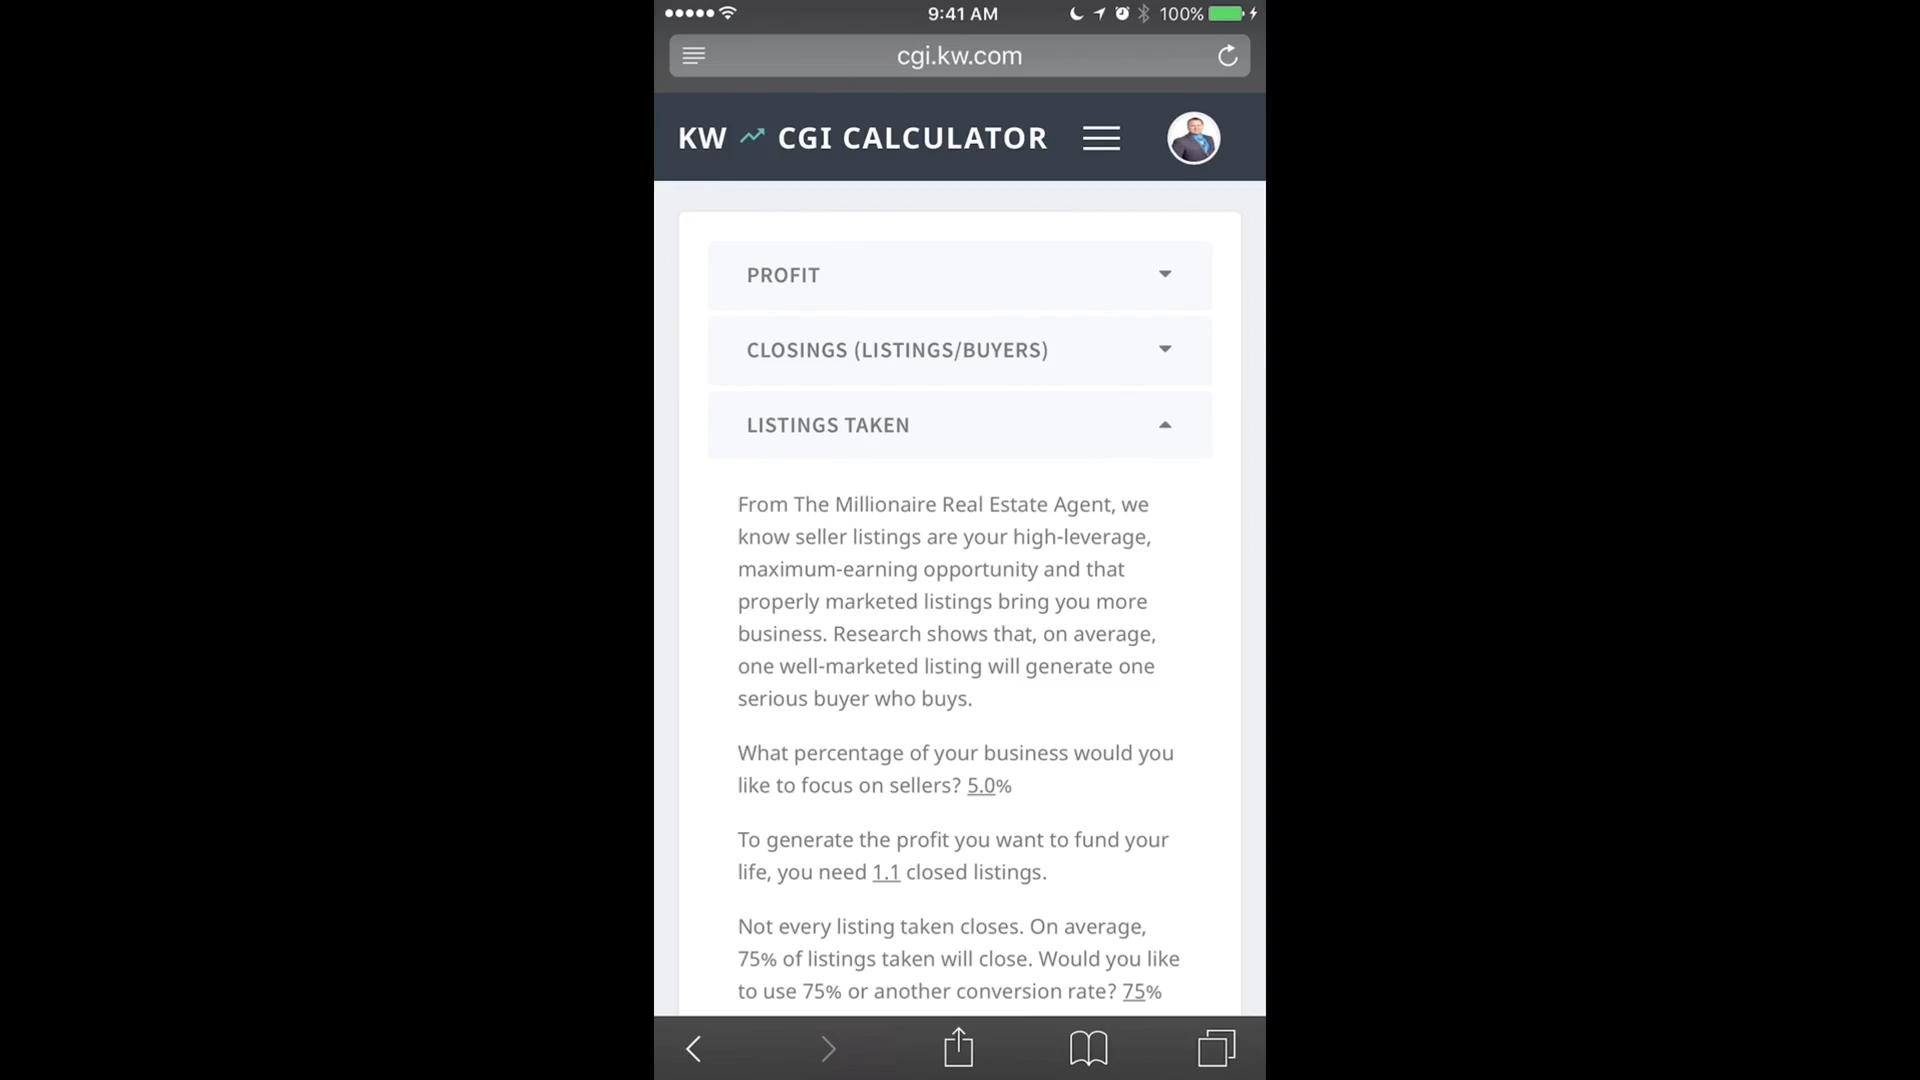 9:41 AM
100%
cgi.kw.com
KW CGI CALCULATOR
PROFIT
CLOSINGS (LISTINGS/BUYERS)
LISTINGS TAKEN
From The Millionaire Real Estate Agent, we
know seller listings are your high-leverage,
maximum-earning opportunity and that
properly marketed listings bring you more
business. Research shows that, on average,
one well-marketed listing will generate one
serious buyer who buys.
What percentage of your business would you
like to focus on sellers? 5.0%
To generate the profit you want to fund your
life, you need 1.1 closed listings.
Not every listing taken closes. On average,
75% of listings taken will close. Would you like
to use 75% or another conversion rate? 75%